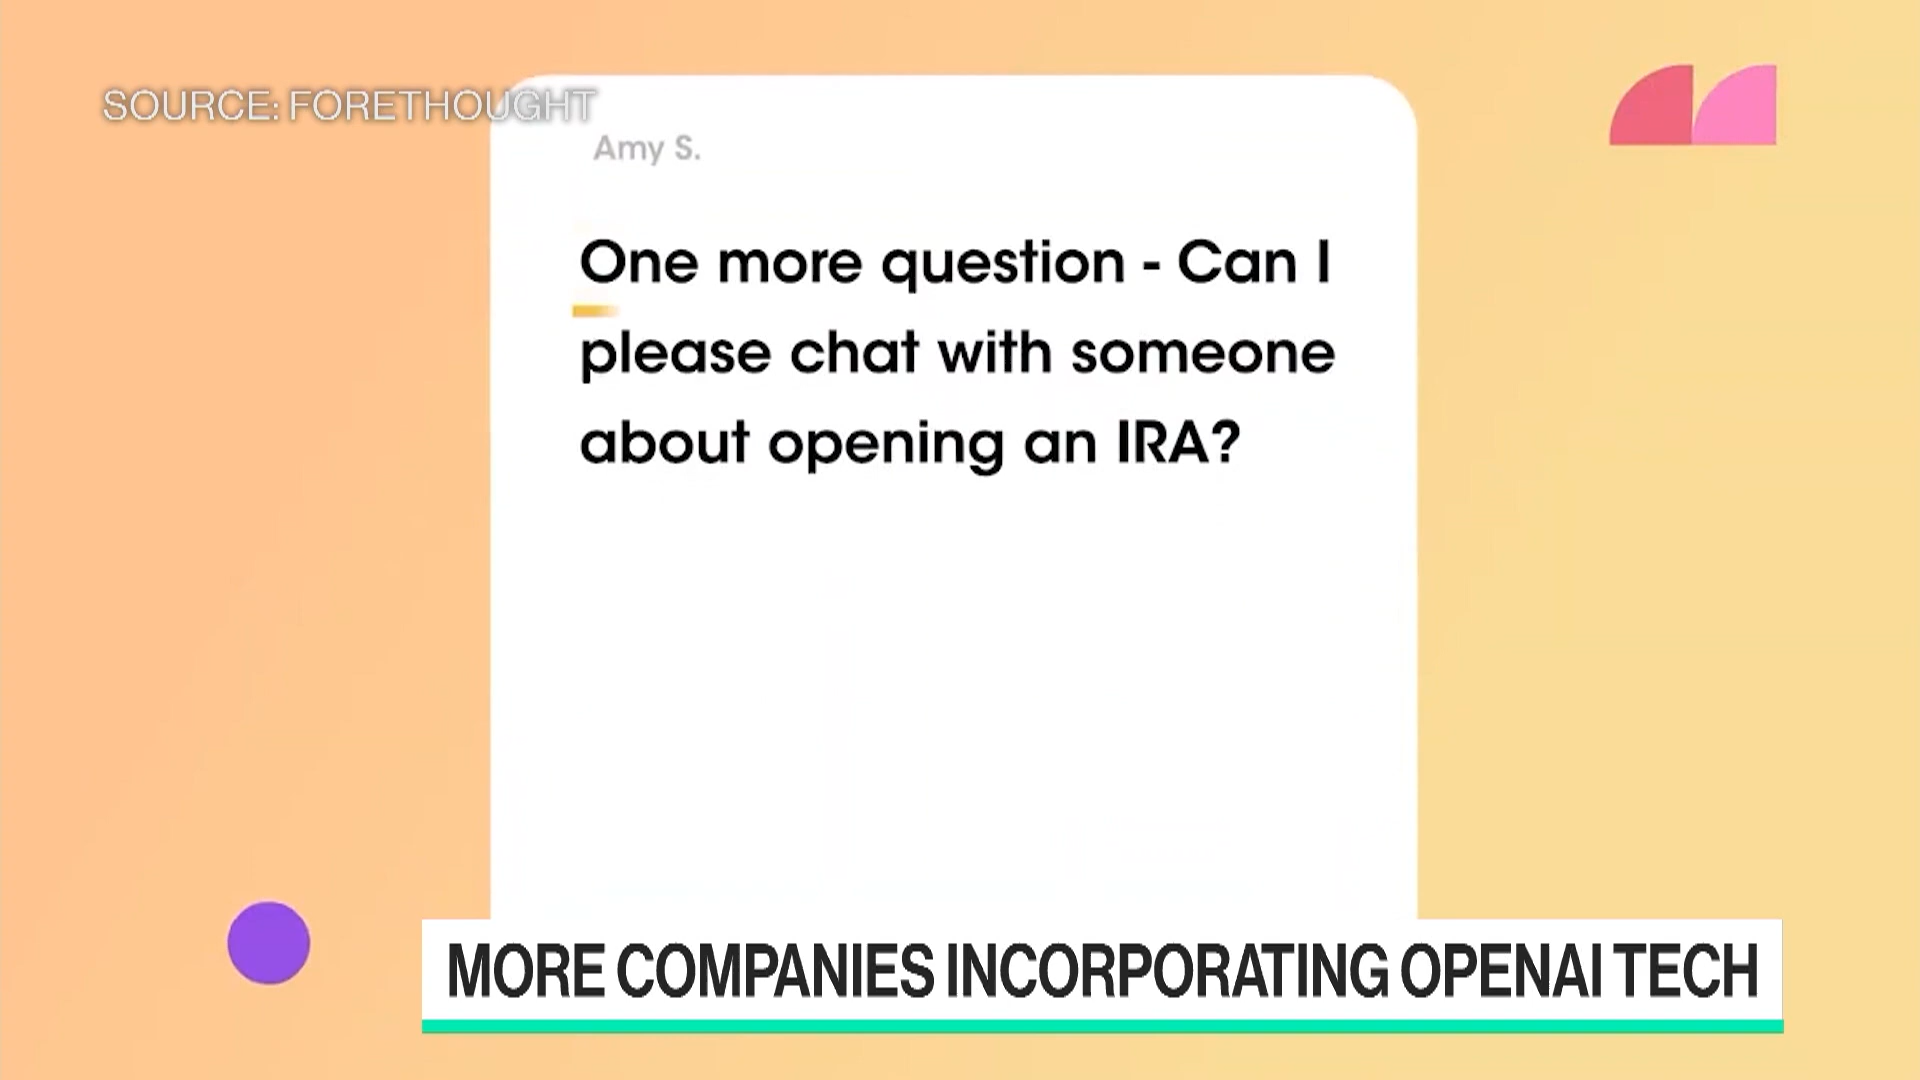 SOURCE: FORETHOUGHT
Amy S.
One more question - Can I
please chat with someone
about opening an IRA?
MORE COMPANIES INCORPORATING OPENAI TECH